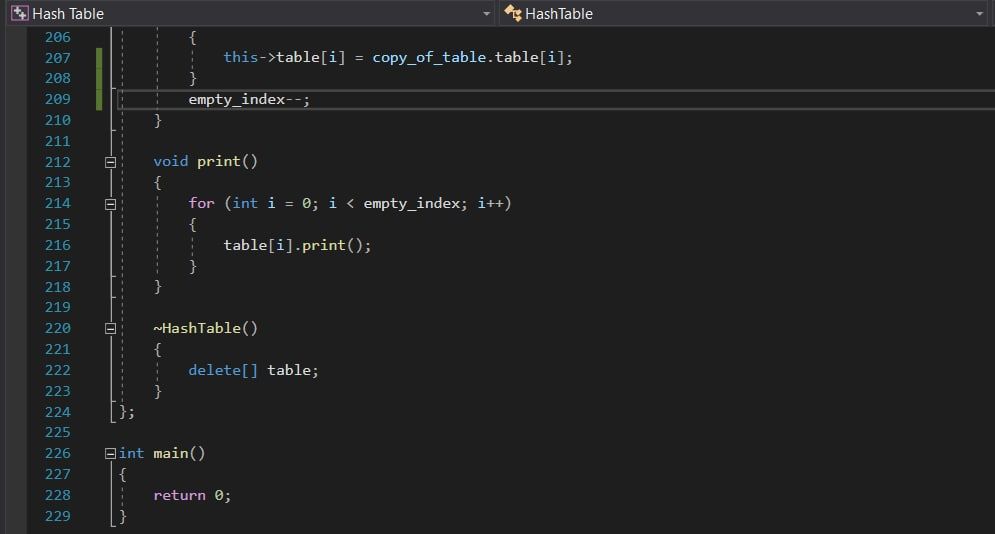 Hash Table HashTable
206 {
207 this->table[i] = copy_of_table.table[i];
208 }
209 empty_index--;
210 }
211
212 void print()
213 {
214 for (int i = 0; i < empty_index; i++)
215 {
216 table[i].print();
217 }
218 }
219
220 ~HashTable()
221 {
222 delete[] table;
223 }
224 };
225
226 int main()
227 {
228 return 0;
229 }